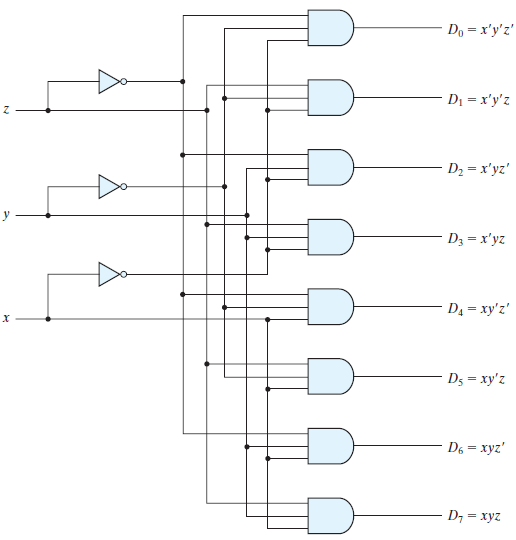 D₀ = x'y'z'
D₁ = x'y'z
z
D₂ = x'yz'
y
D₃ = x'yz
D₄ = xy'z'
x
D₅ = xy'z
D₆ = xyz'
D₇ = xyz